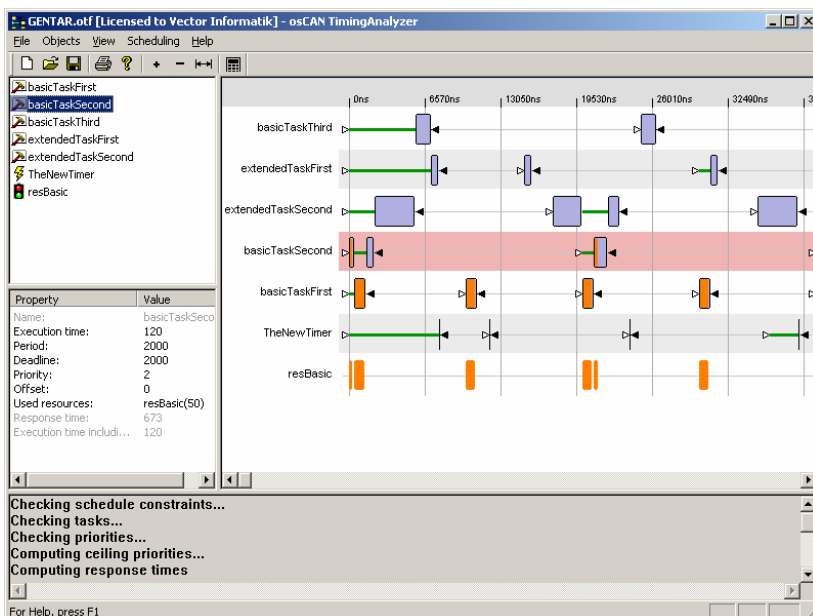 GENTAR.otf [Licensed to Vector Informatik] - osCAN TimingAnalyzer
File Objects View Scheduling Help
basicTaskFirst
basicTaskSecond
basicTaskThird
extendedTaskFirst
extendedTaskSecond
TheNewTimer
resBasic
Property Value
Name: basicTaskSeco
Execution time: 120
Period: 2000
Deadline: 2000
Priority: 2
Offset: 0
Used resources: resBasic(50)
Response time: 673
Execution time includi... 120
0ns 6570ns 13050ns 19530ns 26010ns 32490ns 3
basicTaskThird
extendedTaskFirst
extendedTaskSecond
basicTaskSecond
basicTaskFirst
TheNewTimer
resBasic
Checking schedule constraints...
Checking tasks...
Checking priorities...
Computing ceiling priorities...
Computing response times
For Help, press F1